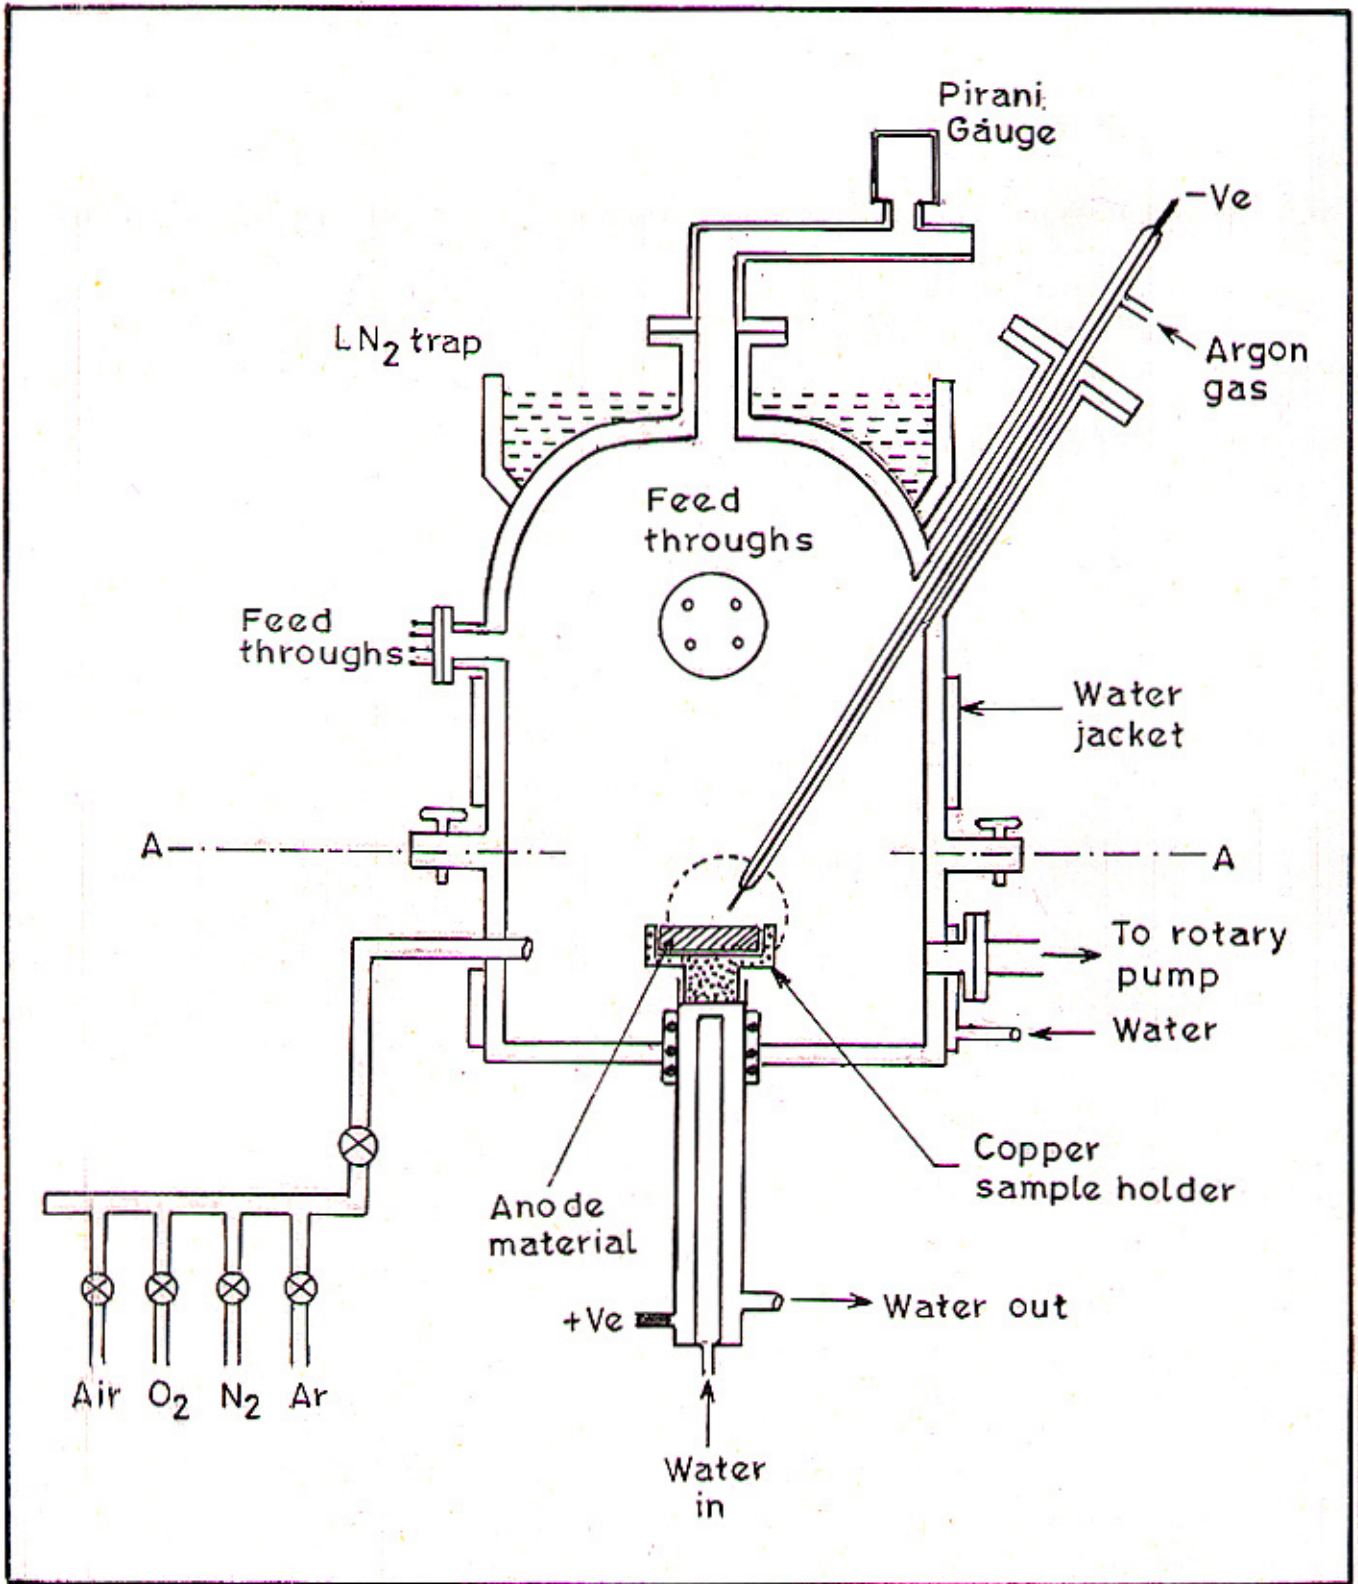 Pirani
Gauge
-Ve
LN2 trap
Argon
gas
Feed
throughs
Feed
throughs
Water
jacket
A
A
To rotary
pump
Water
Copper
sample holder
Anode
material
+Ve
Water out
Air O2 N2 Ar
Water
in